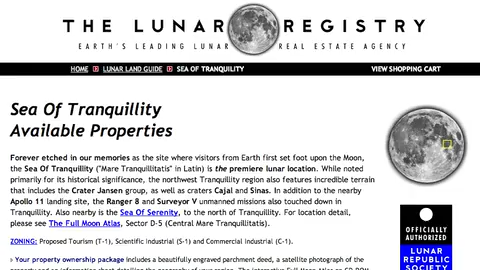 THE LUNAR REGISTRY
EARTH'S LEADING LUNAR REAL ESTATE AGENCY
HOME LUNAR LAND GUIDE SEA OF TRANQUILITY VIEW SHOPPING CART
Sea Of Tranquillity
Available Properties
Forever etched in our memories as the site where visitors from Earth first set foot upon the Moon,
the Sea Of Tranquillity ("Mare Tranquillitatis" in Latin) is the premiere lunar location. While noted
primarily for its historical significance, the northwest Tranquillity region also features incredible terrain
that includes the Crater Jansen group, as well as craters Cajal and Sinas. In addition to the nearby
Apollo 11 landing site, the Ranger 8 and Surveyor V unmanned missions also touched down in
Tranquillity. Also nearby is the Sea Of Serenity, to the north of Tranquillity. For location detail,
please see The Full Moon Atlas, Sector D-5 (Central Mare Tranquillitatis).
ZONING: Proposed Tourism (T-1), Scientific Industrial (S-1) and Commercial Industrial (C-1).
» Your property ownership package includes a beautifully engraved parchment deed, a satellite photograph of the
OFFICIALLY
AUTHORIZED
LUNAR
REPUBLIC
SOCIETY